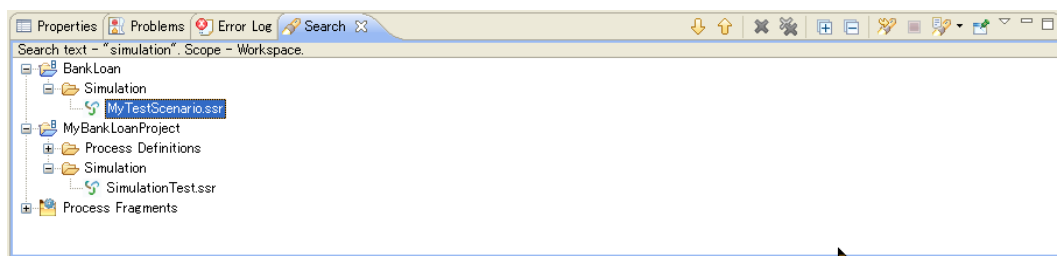 Properties Problems Error Log Search
Search text - "simulation". Scope - Workspace.
BankLoan
Simulation
MyTestScenario.ssr
MyBankLoanProject
Process Definitions
Simulation
SimulationTest.ssr
Process Fragments